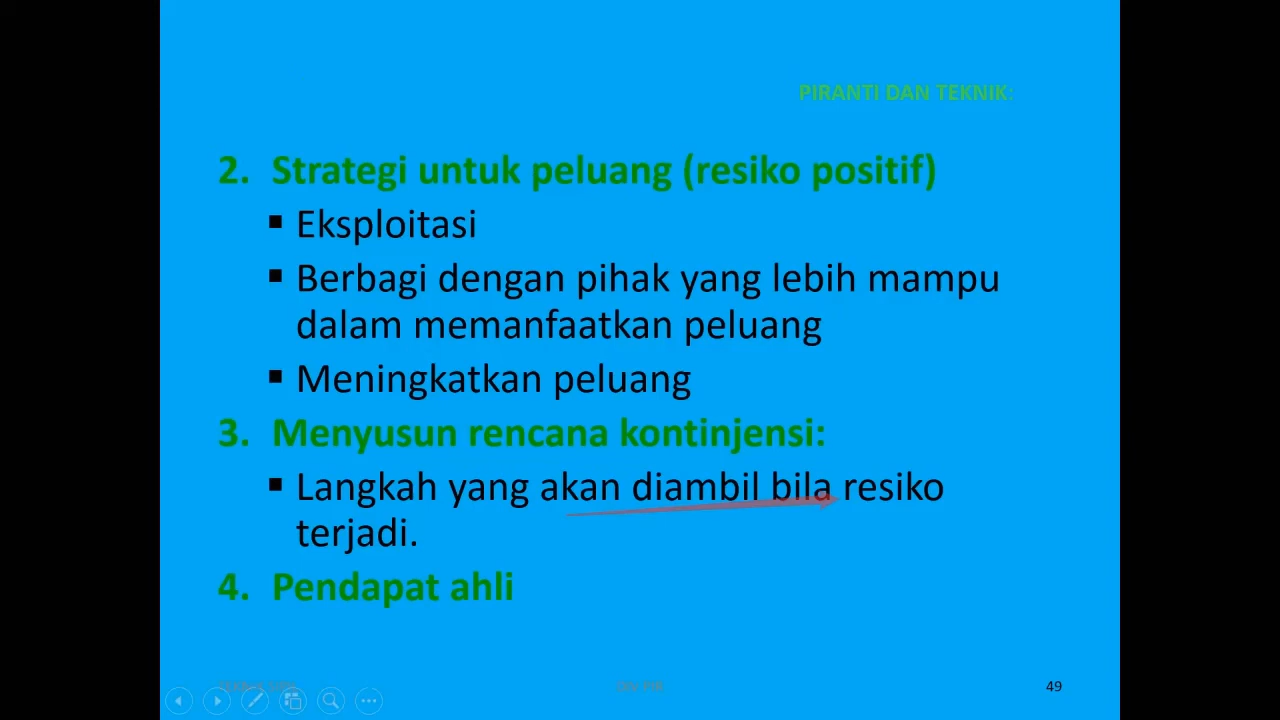 PIRANTI DAN TEKNIK:
2. Strategi untuk peluang (resiko positif)
▪ Eksploitasi
▪ Berbagi dengan pihak yang lebih mampu
dalam memanfaatkan peluang
▪ Meningkatkan peluang
3. Menyusun rencana kontinjensi:
▪ Langkah yang akan diambil bila resiko
terjadi.
4. Pendapat ahli
49